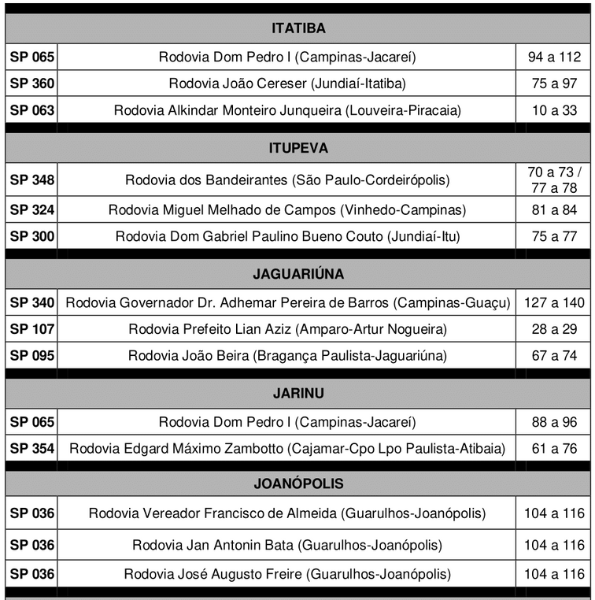 ITATIBA
SP 065 Rodovia Dom Pedro I (Campinas-Jacareí) 94 a 112
SP 360 Rodovia João Cereser (Jundiaí-Itatiba) 75 a 97
SP 063 Rodovia Alkindar Monteiro Junqueira (Louveira-Piracaia) 10 a 33
ITUPEVA
SP 348 Rodovia dos Bandeirantes (São Paulo-Cordeirópolis) 70 a 73 /
77 a 78
SP 324 Rodovia Miguel Melhado de Campos (Vinhedo-Campinas) 81 a 84
SP 300 Rodovia Dom Gabriel Paulino Bueno Couto (Jundiaí-Itu) 75 a 77
JAGUARIÚNA
SP 340 Rodovia Governador Dr. Adhemar Pereira de Barros (Campinas-Guaçu) 127 a 140
SP 107 Rodovia Prefeito Lian Aziz (Amparo-Artur Nogueira) 28 a 29
SP 095 Rodovia João Beira (Bragança Paulista-Jaguariúna) 67 a 74
JARINU
SP 065 Rodovia Dom Pedro I (Campinas-Jacareí) 88 a 96
SP 354 Rodovia Edgard Máximo Zambotto (Cajamar-Cpo Lpo Paulista-Atibaia) 61 a 76
JOANÓPOLIS
SP 036 Rodovia Vereador Francisco de Almeida (Guarulhos-Joanópolis) 104 a 116
SP 036 Rodovia Jan Antonin Bata (Guarulhos-Joanópolis) 104 a 116
SP 036 Rodovia José Augusto Freire (Guarulhos-Joanópolis) 104 a 116